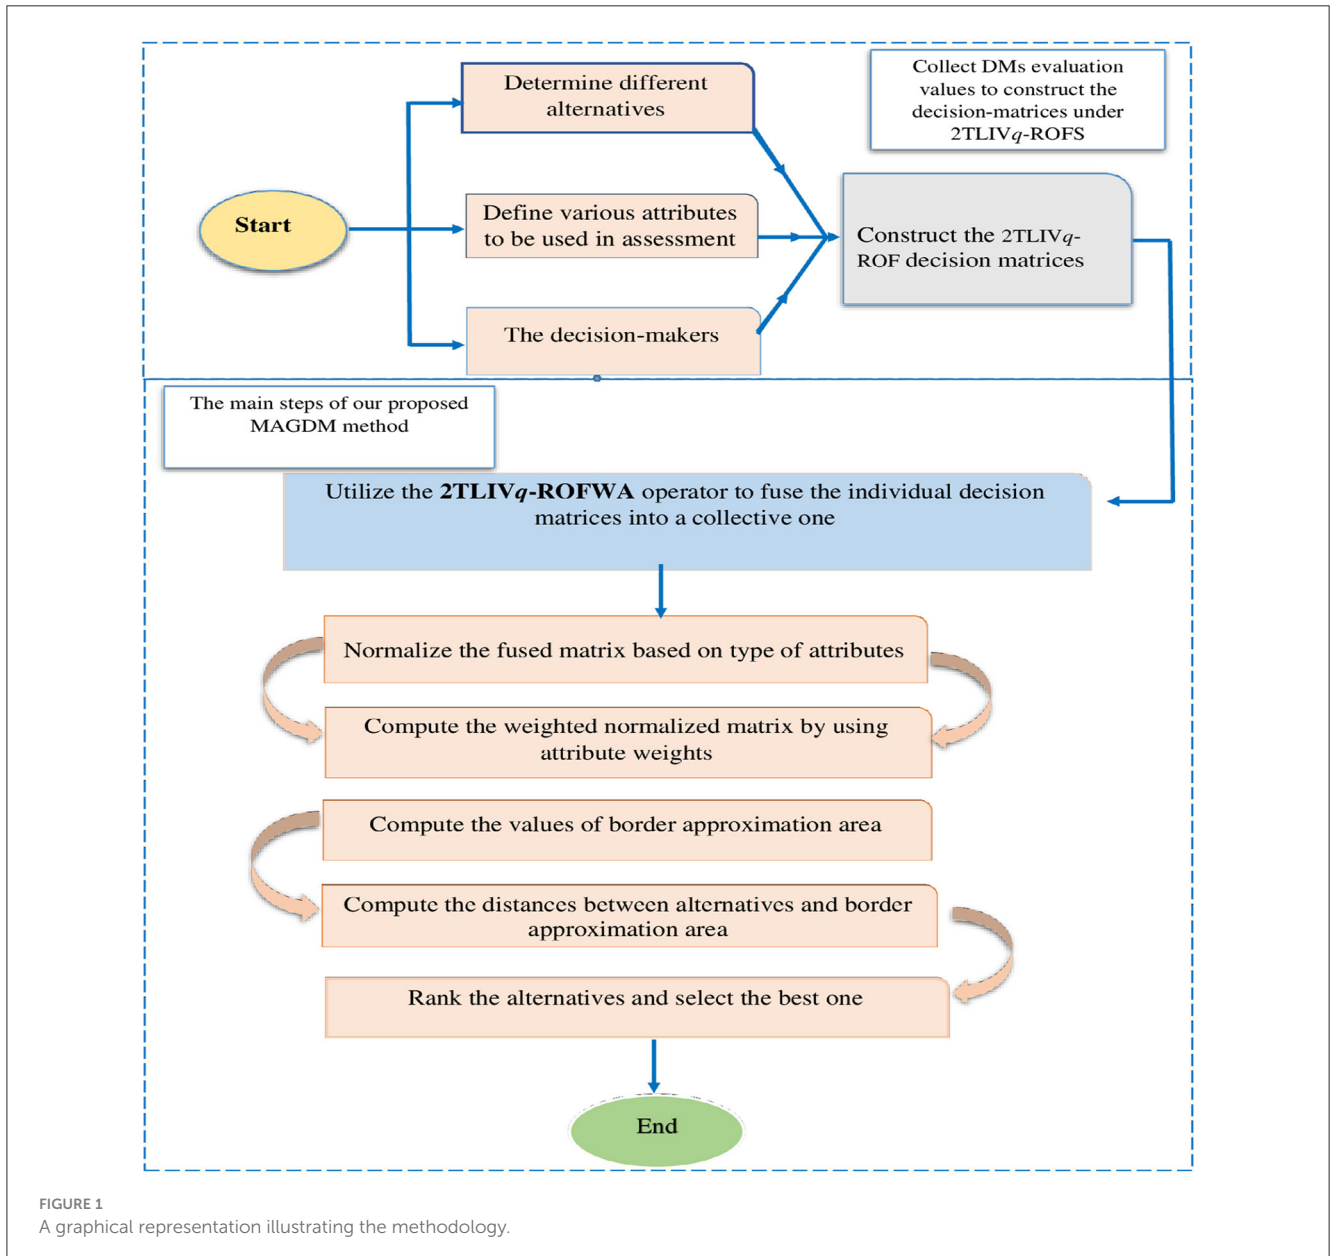 Determine different
alternatives
Collect DMs evaluation
values to construct the
decision-matrices under
2TLIVq-ROFS
Start
Define various attributes
to be used in assessment
Construct the 2TLIVq-
ROF decision matrices
The decision-makers
The main steps of our proposed
MAGDM method
Utilize the 2TLIVq-ROFWA operator to fuse the individual decision
matrices into a collective one
Normalize the fused matrix based on type of attributes
Compute the weighted normalized matrix by using
attribute weights
Compute the values of border approximation area
Compute the distances between alternatives and border
approximation area
Rank the alternatives and select the best one
End
FIGURE 1
A graphical representation illustrating the methodology.